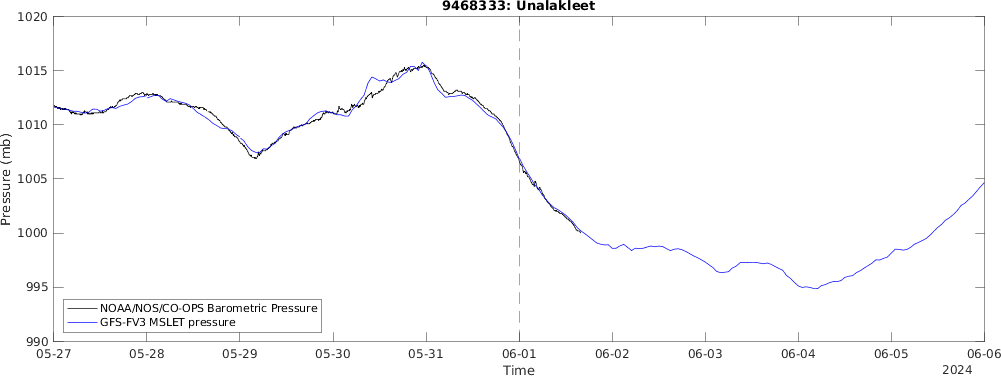 9468333: Unalakleet
1020
1015
1010
1005
1000
995
990
Pressure (mb)
NOAA/NOS/CO-OPS Barometric Pressure
GFS-FV3 MSLET pressure
05-27 05-28 05-29 05-30 05-31 06-01 06-02 06-03 06-04 06-05 06-06
Time
2024